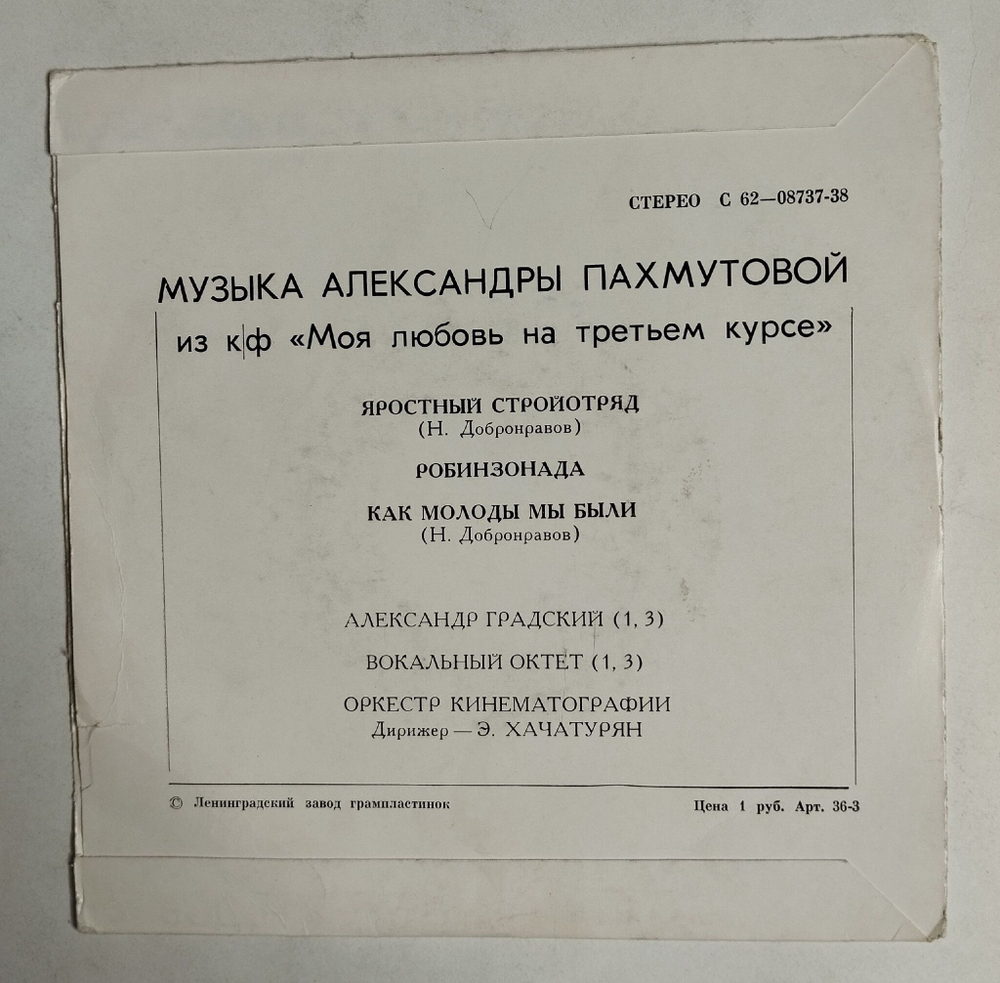 СТЕРЕО С 62—08737-38
МУЗЫКА АЛЕКСАНДРЫ ПАХМУТОВОЙ
из к/ф «Моя любовь на третьем курсе»
ЯРОСТНЫЙ СТРОЙОТРЯД
(Н. Добронравов)
РОБИНЗОНАДА
КАК МОЛОДЫ МЫ БЫЛИ
(Н. Добронравов)
АЛЕКСАНДР ГРАДСКИЙ (1, 3)
ВОКАЛЬНЫЙ ОКТЕТ (1, 3)
ОРКЕСТР КИНЕМАТОГРАФИИ
Дирижер — Э. ХАЧАТУРЯН
© Ленинградский завод грампластинок Цена 1 руб. Арт. 36-3